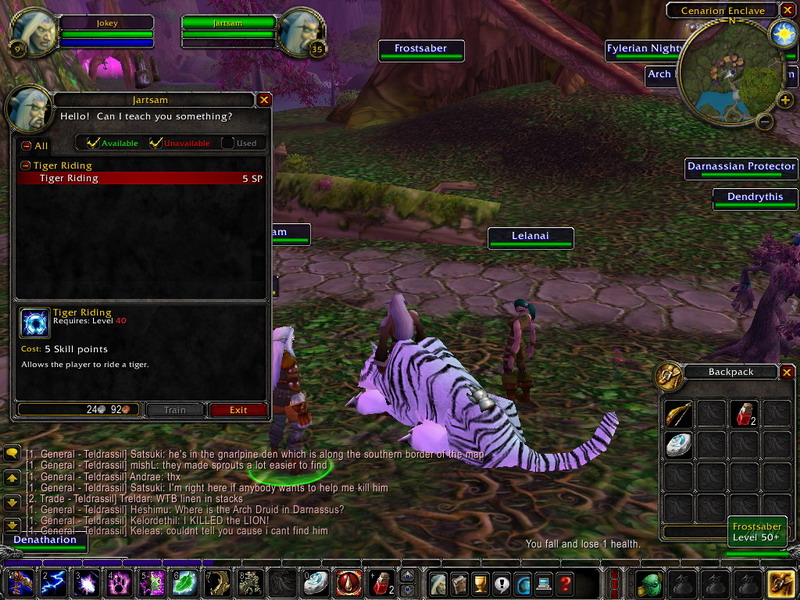 Jokey
9
Jartsam
35
Frostsaber
Fylerian Nighty
Arch
Cenarion Enclave
N
Jartsam
Hello! Can I teach you something?
All
Available
Unavailable
Used
Tiger Riding
Tiger Riding 5 SP
Darnassian Protector
Dendrythis
am
Lelanai
Tiger Riding
Requires: Level 40
Cost: 5 Skill points
Allows the player to ride a tiger.
24 92
Train
Exit
Backpack
2
[1. General - Teldrassil] Satsuki: he's in the gnarlpine den which is along the southern border of the map
[1. General - Teldrassil] mishL: they made sprouts a lot easier to find
[1. General - Teldrassil] Andrae: thx
[1. General - Teldrassil] Satsuki: I'm right here if anybody wants to help me kill him
[2. Trade - Teldrassil] Treldar: WTB linen in stacks
[1. General - Teldrassil] Heshimu: Where is the Arch Druid in Darnassus?
[1. General - Teldrassil] Kelordethil: I KILLED the LION!
[1. General - Teldrassil] Keleas: couldnt tell you cause i cant find him
Denatharion
You fall and lose 1 health.
Frostsaber
Level 50+
2